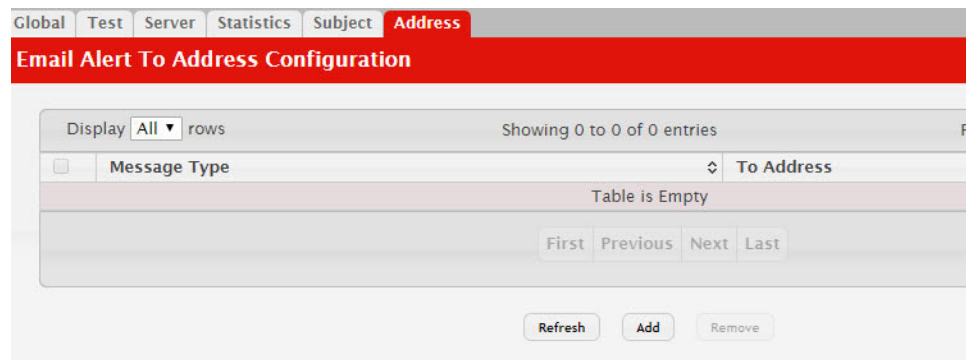 Global Test Server Statistics Subject Address
Email Alert To Address Configuration
Display All rows Showing 0 to 0 of 0 entries
Message Type To Address
Table is Empty
First Previous Next Last
Refresh Add Remove